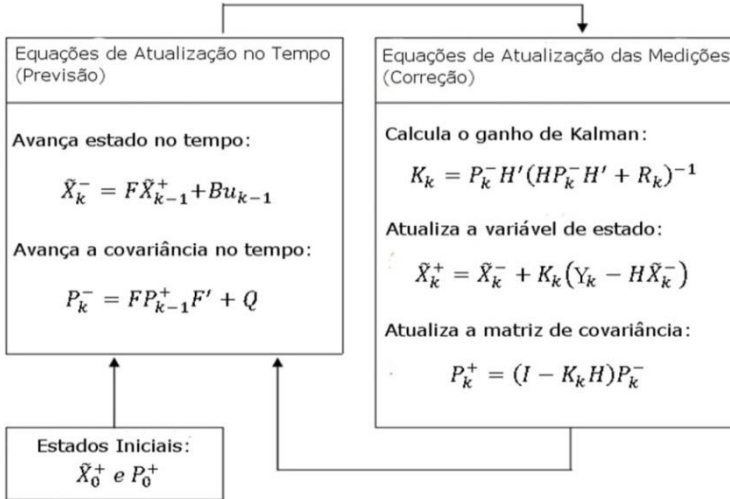 Equações de Atualização no Tempo
(Previsão)
Avança estado no tempo:
X̃ₖ⁻ = FX̃ₖ₋₁⁺+Buₖ₋₁
Avança a covariância no tempo:
Pₖ⁻ = FPₖ₋₁⁺F′ + Q
Estados Iniciais:
X̃₀⁺ e P₀⁺
Equações de Atualização das Medições
(Correção)
Calcula o ganho de Kalman:
Kₖ = Pₖ⁻H′(HPₖ⁻H′ + Rₖ)⁻¹
Atualiza a variável de estado:
X̃ₖ⁺ = X̃ₖ⁻ + Kₖ(Yₖ − HX̃ₖ⁻)
Atualiza a matriz de covariância:
Pₖ⁺ = (I − KₖH)Pₖ⁻